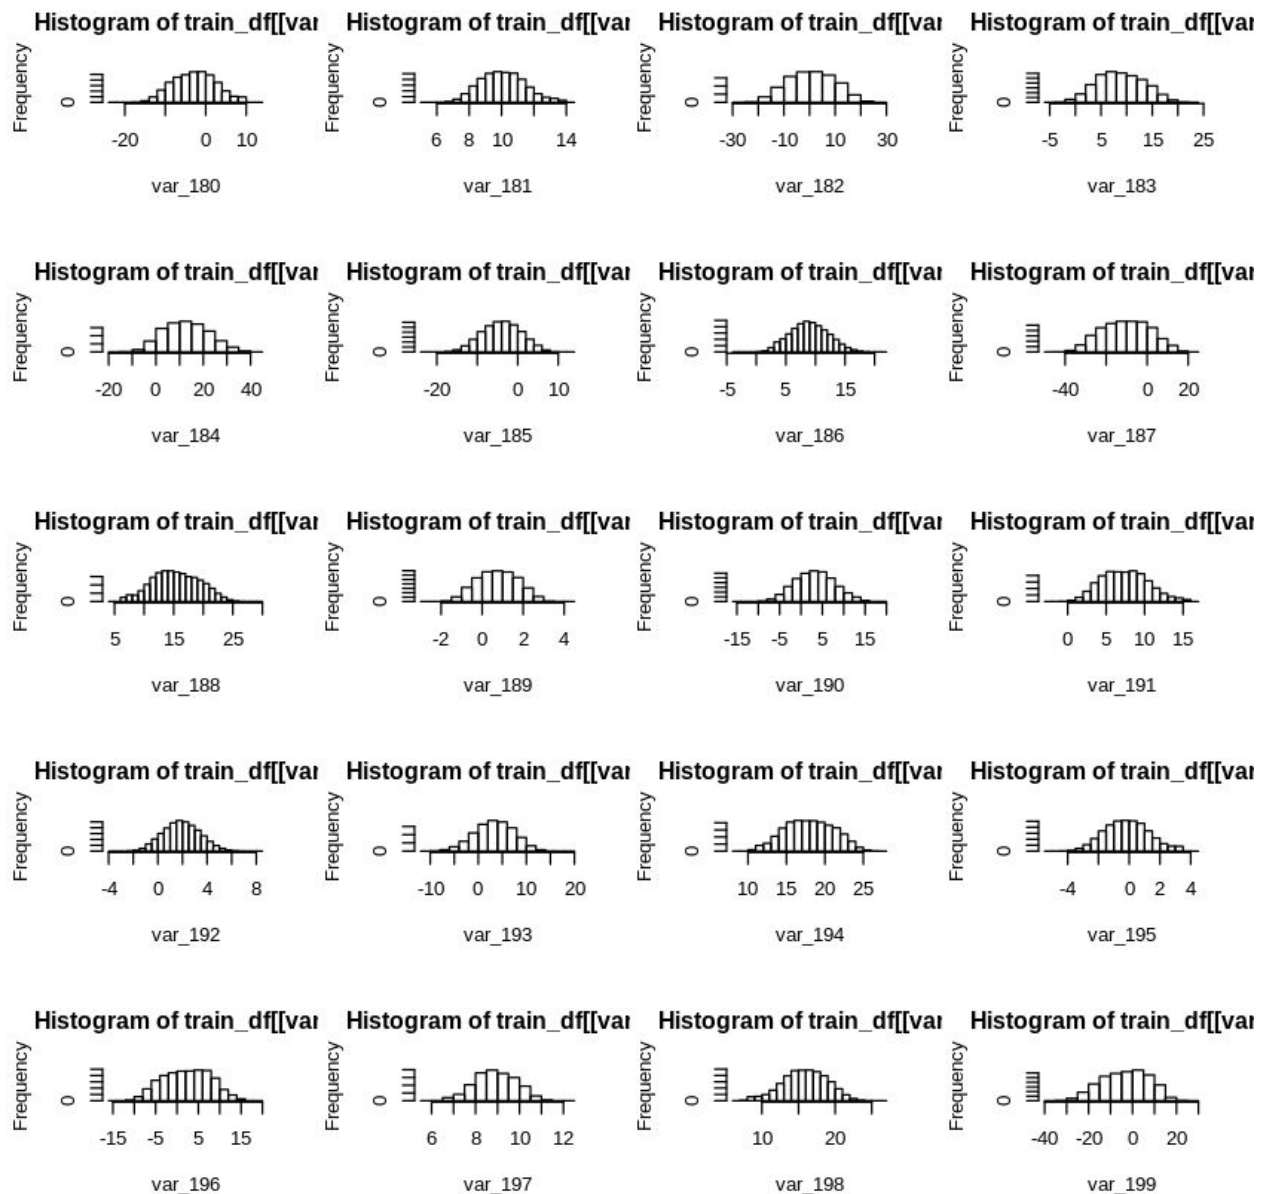 Histogram of train_df[[var Histogram of train_df[[var Histogram of train_df[[var Histogram of train_df[[var
Frequency Frequency Frequency Frequency
0 0 0 0
-20 0 10 6 8 10 14 -30 -10 10 30 -5 5 15 25
var_180 var_181 var_182 var_183
Histogram of train_df[[var Histogram of train_df[[var Histogram of train_df[[var Histogram of train_df[[var
Frequency Frequency Frequency Frequency
0 0 0 0
-20 0 20 40 -20 0 10 -5 5 15 -40 0 20
var_184 var_185 var_186 var_187
Histogram of train_df[[var Histogram of train_df[[var Histogram of train_df[[var Histogram of train_df[[var
Frequency Frequency Frequency Frequency
0 0 0 0
5 15 25 -2 0 2 4 -15 -5 5 15 0 5 10 15
var_188 var_189 var_190 var_191
Histogram of train_df[[var Histogram of train_df[[var Histogram of train_df[[var Histogram of train_df[[var
Frequency Frequency Frequency Frequency
0 0 0 0
-4 0 4 8 -10 0 10 20 10 15 20 25 -4 0 2 4
var_192 var_193 var_194 var_195
Histogram of train_df[[var Histogram of train_df[[var Histogram of train_df[[var Histogram of train_df[[var
Frequency Frequency Frequency Frequency
0 0 0 0
-15 -5 5 15 6 8 10 12 10 20 -40 -20 0 20
var_196 var_197 var_198 var_199